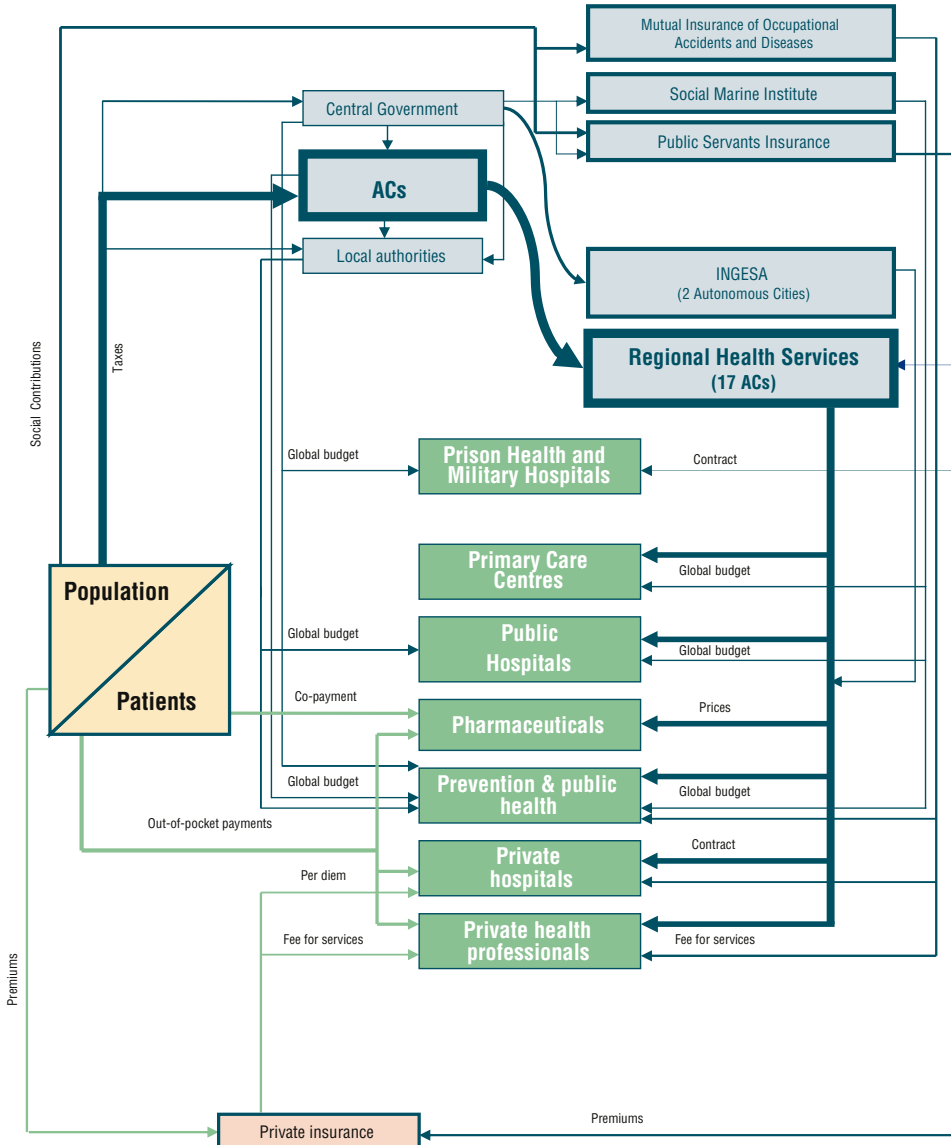 Mutual Insurance of Occupational
Accidents and Diseases
Social Marine Institute
Central Government
Public Servants Insurance
ACs
Local authorities
INGESA
(2 Autonomous Cities)
Social Contributions
Taxes
Regional Health Services
(17 ACs)
Global budget
Prison Health and
Military Hospitals
Contract
Primary Care
Centres
Global budget
Population
Patients
Global budget
Public
Hospitals
Global budget
Co-payment
Pharmaceuticals
Prices
Global budget
Prevention & public
health
Global budget
Out-of-pocket payments
Private
hospitals
Contract
Per diem
Fee for services
Private health
professionals
Fee for services
Premiums
Private insurance
Premiums